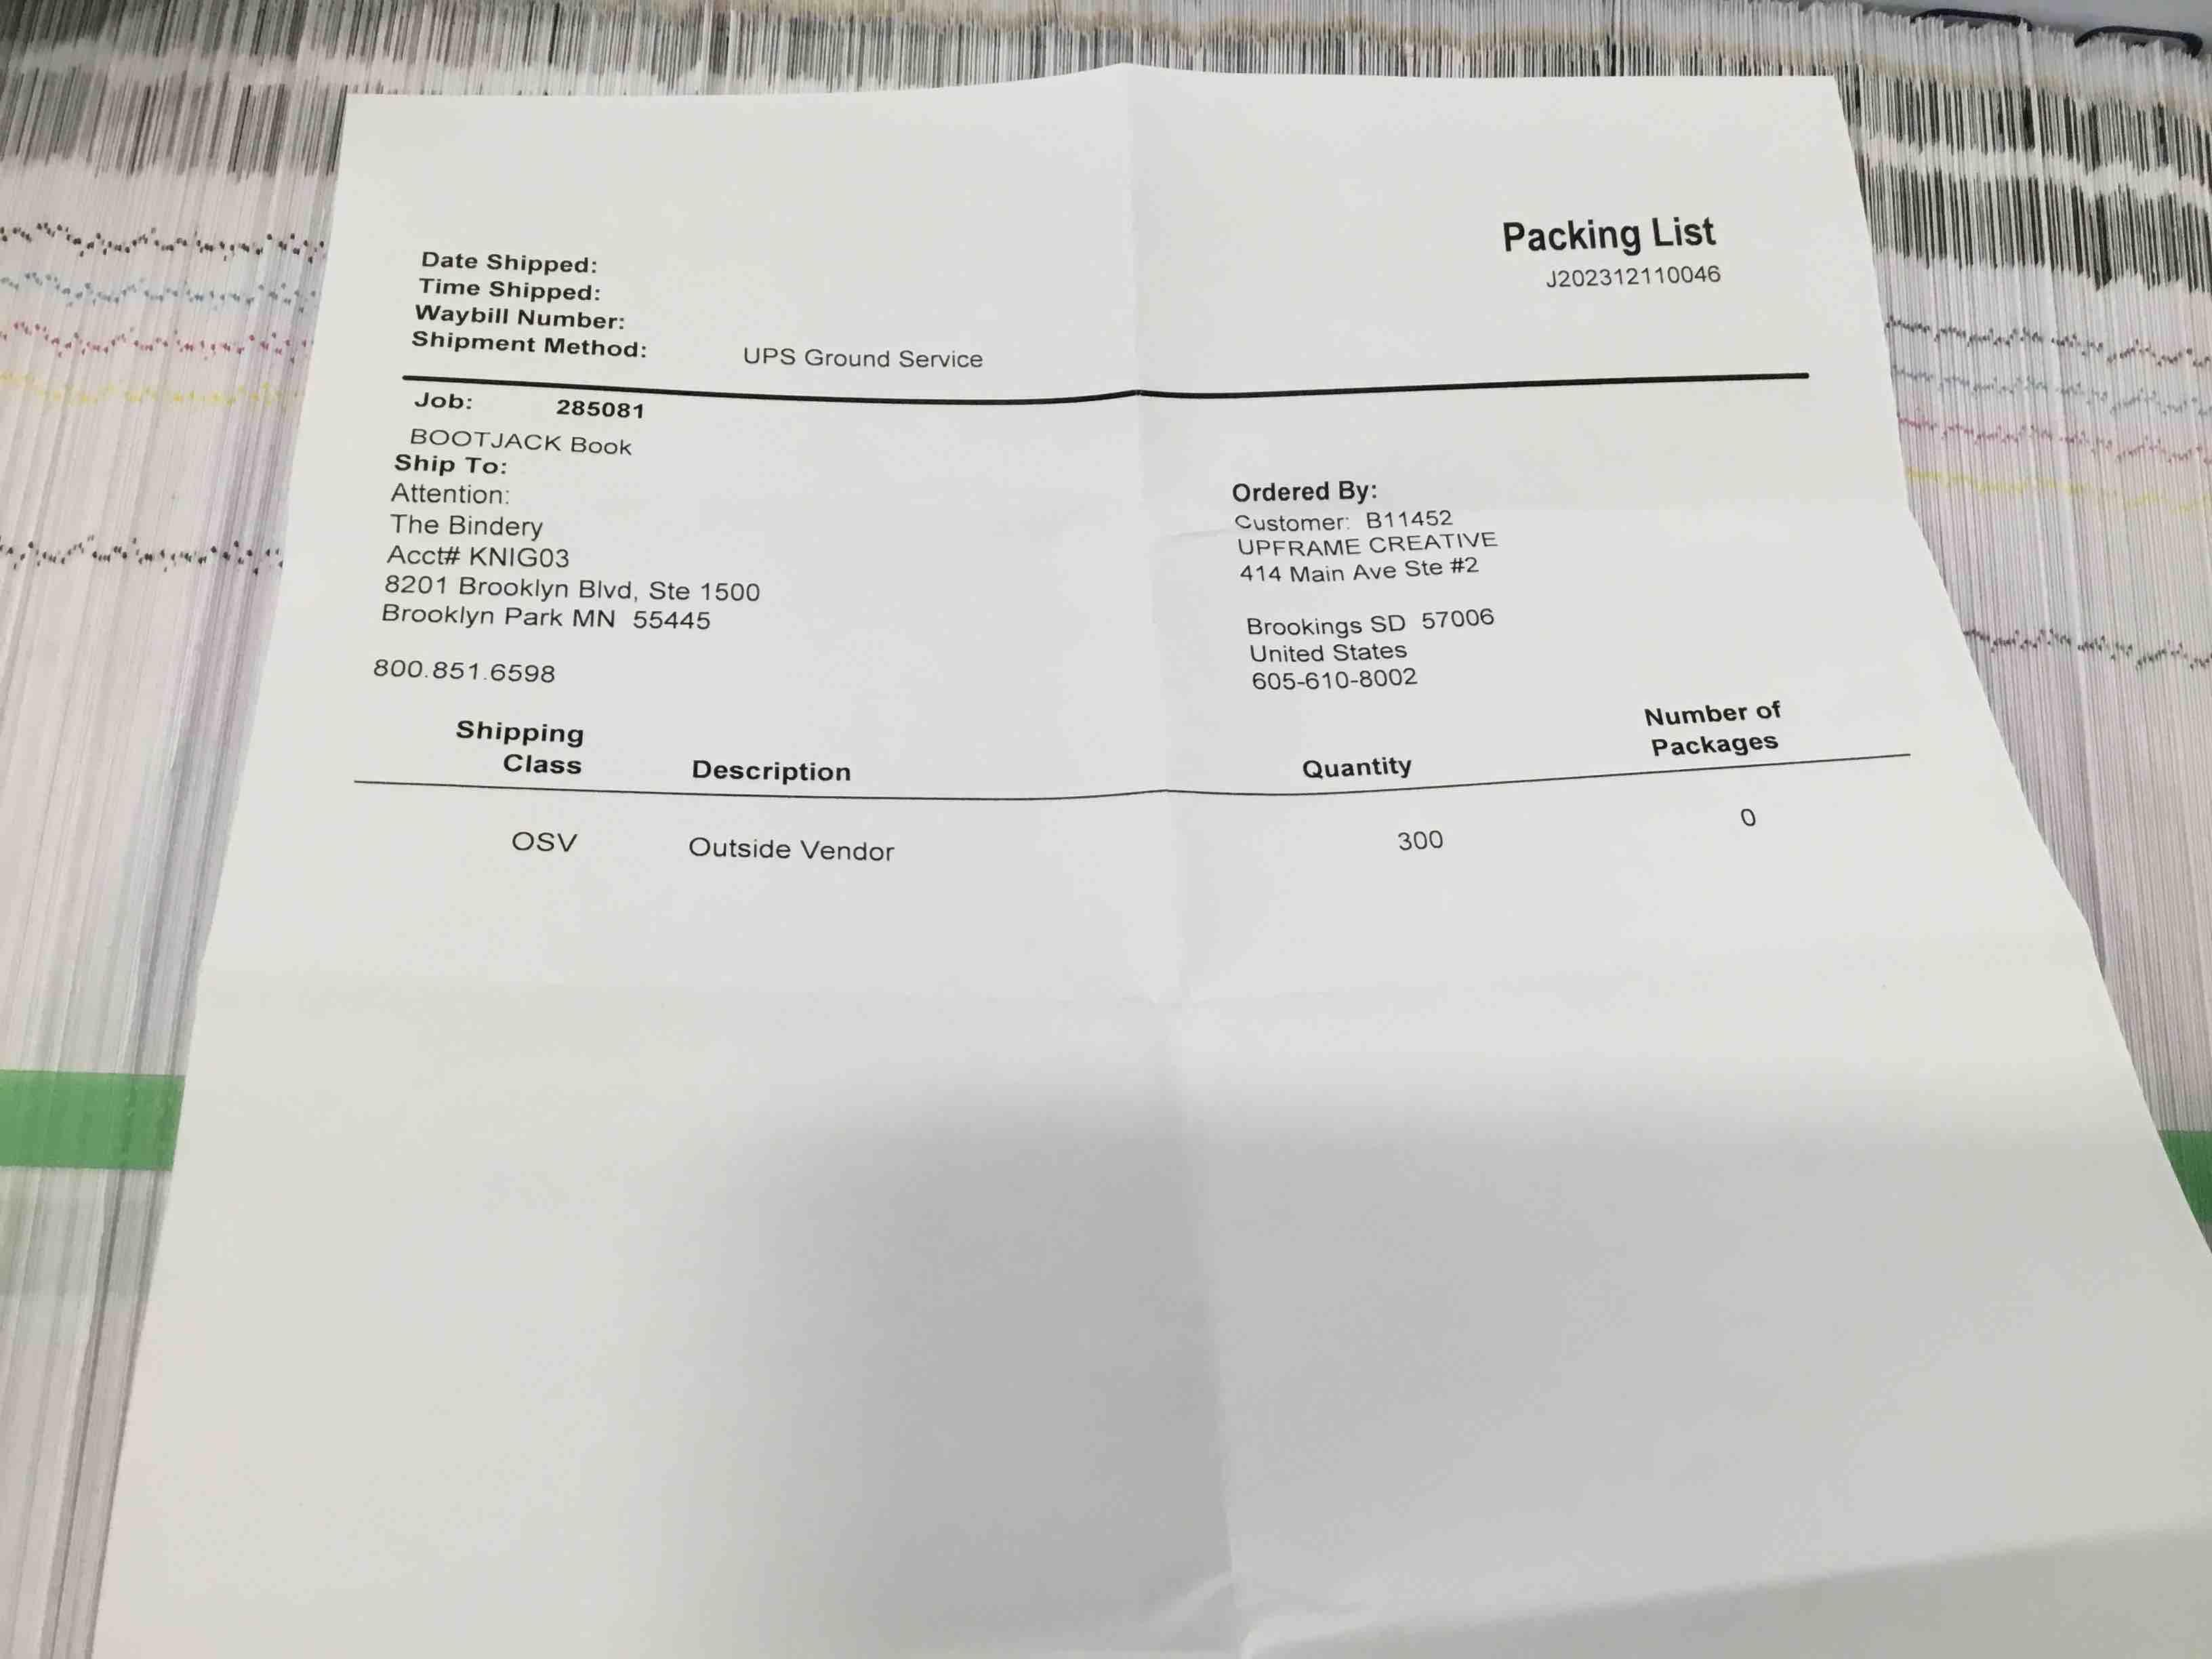 Packing List
J202312110046
Date Shipped:
Time Shipped:
Waybill Number:
Shipment Method: UPS Ground Service
Job: 285081
BOOTJACK Book
Ship To:
Attention:
The Bindery
Acct# KNIG03
8201 Brooklyn Blvd, Ste 1500
Brooklyn Park MN 55445
800.851.6598
Ordered By:
Customer: B11452
UPFRAME CREATIVE
414 Main Ave Ste #2
Brookings SD 57006
United States
605-610-8002
Shipping Class Description Quantity Number of Packages
OSV Outside Vendor 300 0